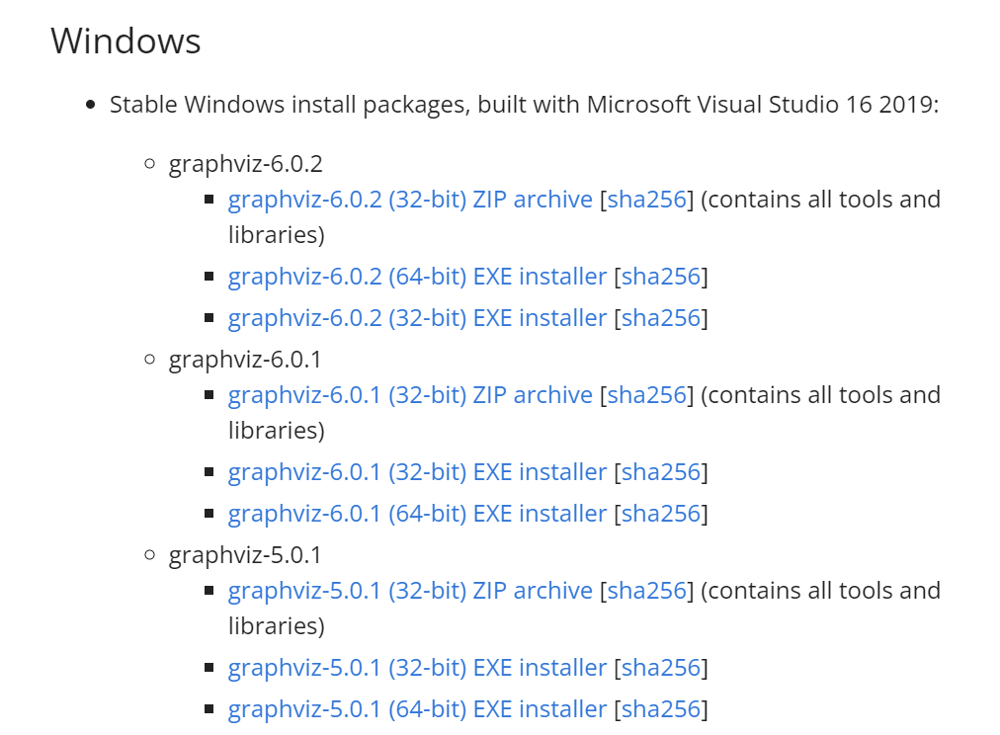 Windows
Stable Windows install packages, built with Microsoft Visual Studio 16 2019:
graphviz-6.0.2
graphviz-6.0.2 (32-bit) ZIP archive [sha256] (contains all tools and
libraries)
graphviz-6.0.2 (64-bit) EXE installer [sha256]
graphviz-6.0.2 (32-bit) EXE installer [sha256]
graphviz-6.0.1
graphviz-6.0.1 (32-bit) ZIP archive [sha256] (contains all tools and
libraries)
graphviz-6.0.1 (32-bit) EXE installer [sha256]
graphviz-6.0.1 (64-bit) EXE installer [sha256]
graphviz-5.0.1
graphviz-5.0.1 (32-bit) ZIP archive [sha256] (contains all tools and
libraries)
graphviz-5.0.1 (32-bit) EXE installer [sha256]
graphviz-5.0.1 (64-bit) EXE installer [sha256]